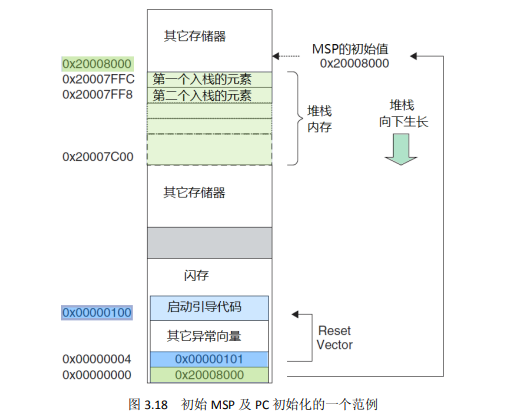 其它存储器
MSP的初始值
0x20008000
0x20008000
0x20007FFC
第一个入栈的元素
0x20007FF8
第二个入栈的元素
堆栈
内存
堆栈
向下生长
0x20007C00
其它存储器
闪存
0x00000100
启动引导代码
其它异常向量
Reset
Vector
0x00000004
0x00000101
0x00000000
0x20008000
图 3.18 初始 MSP 及 PC 初始化的一个范例